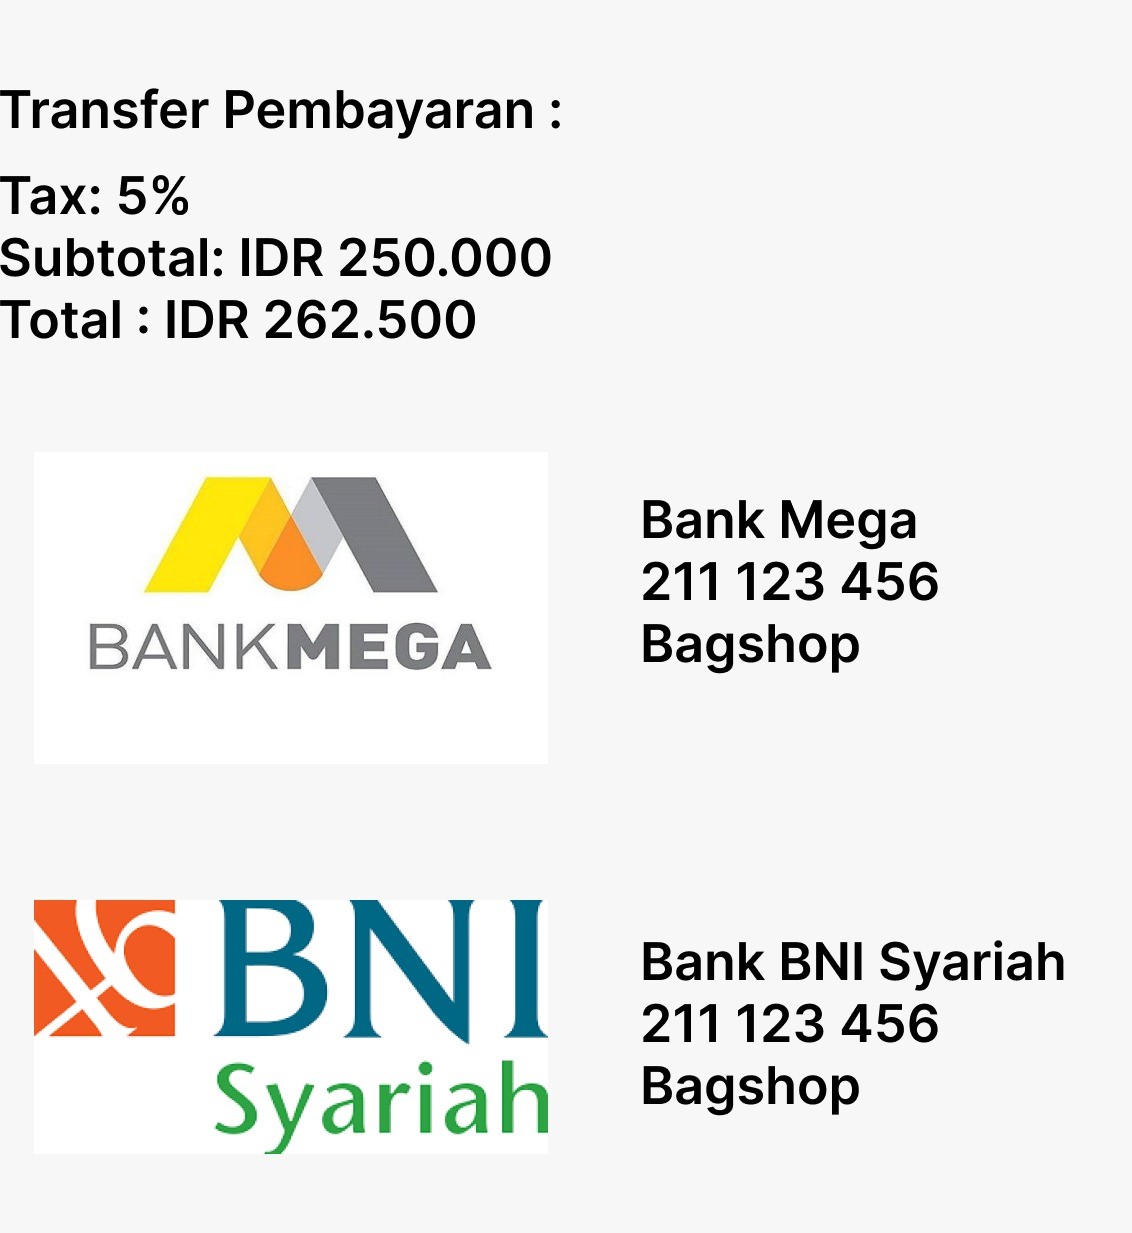 Transfer Pembayaran :
Tax: 5%
Subtotal: IDR 250.000
Total : IDR 262.500
BANKMEGA
Bank Mega
211 123 456
Bagshop
BNI
Syariah
Bank BNI Syariah
211 123 456
Bagshop